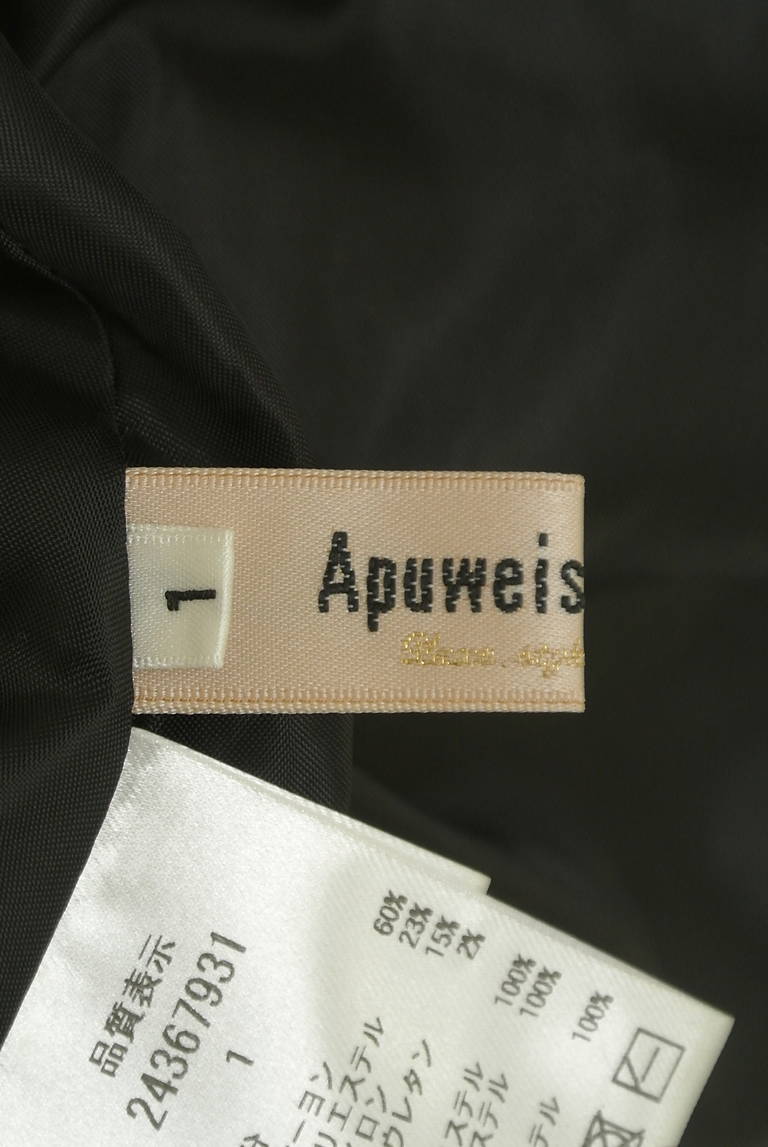 Apuweis
1
品質表示
24367931
1
60%
23%
15%
2%
100%
100%
100%
ーヨン
リエステル
ロン
ウレタン
ステル
ステル
テル